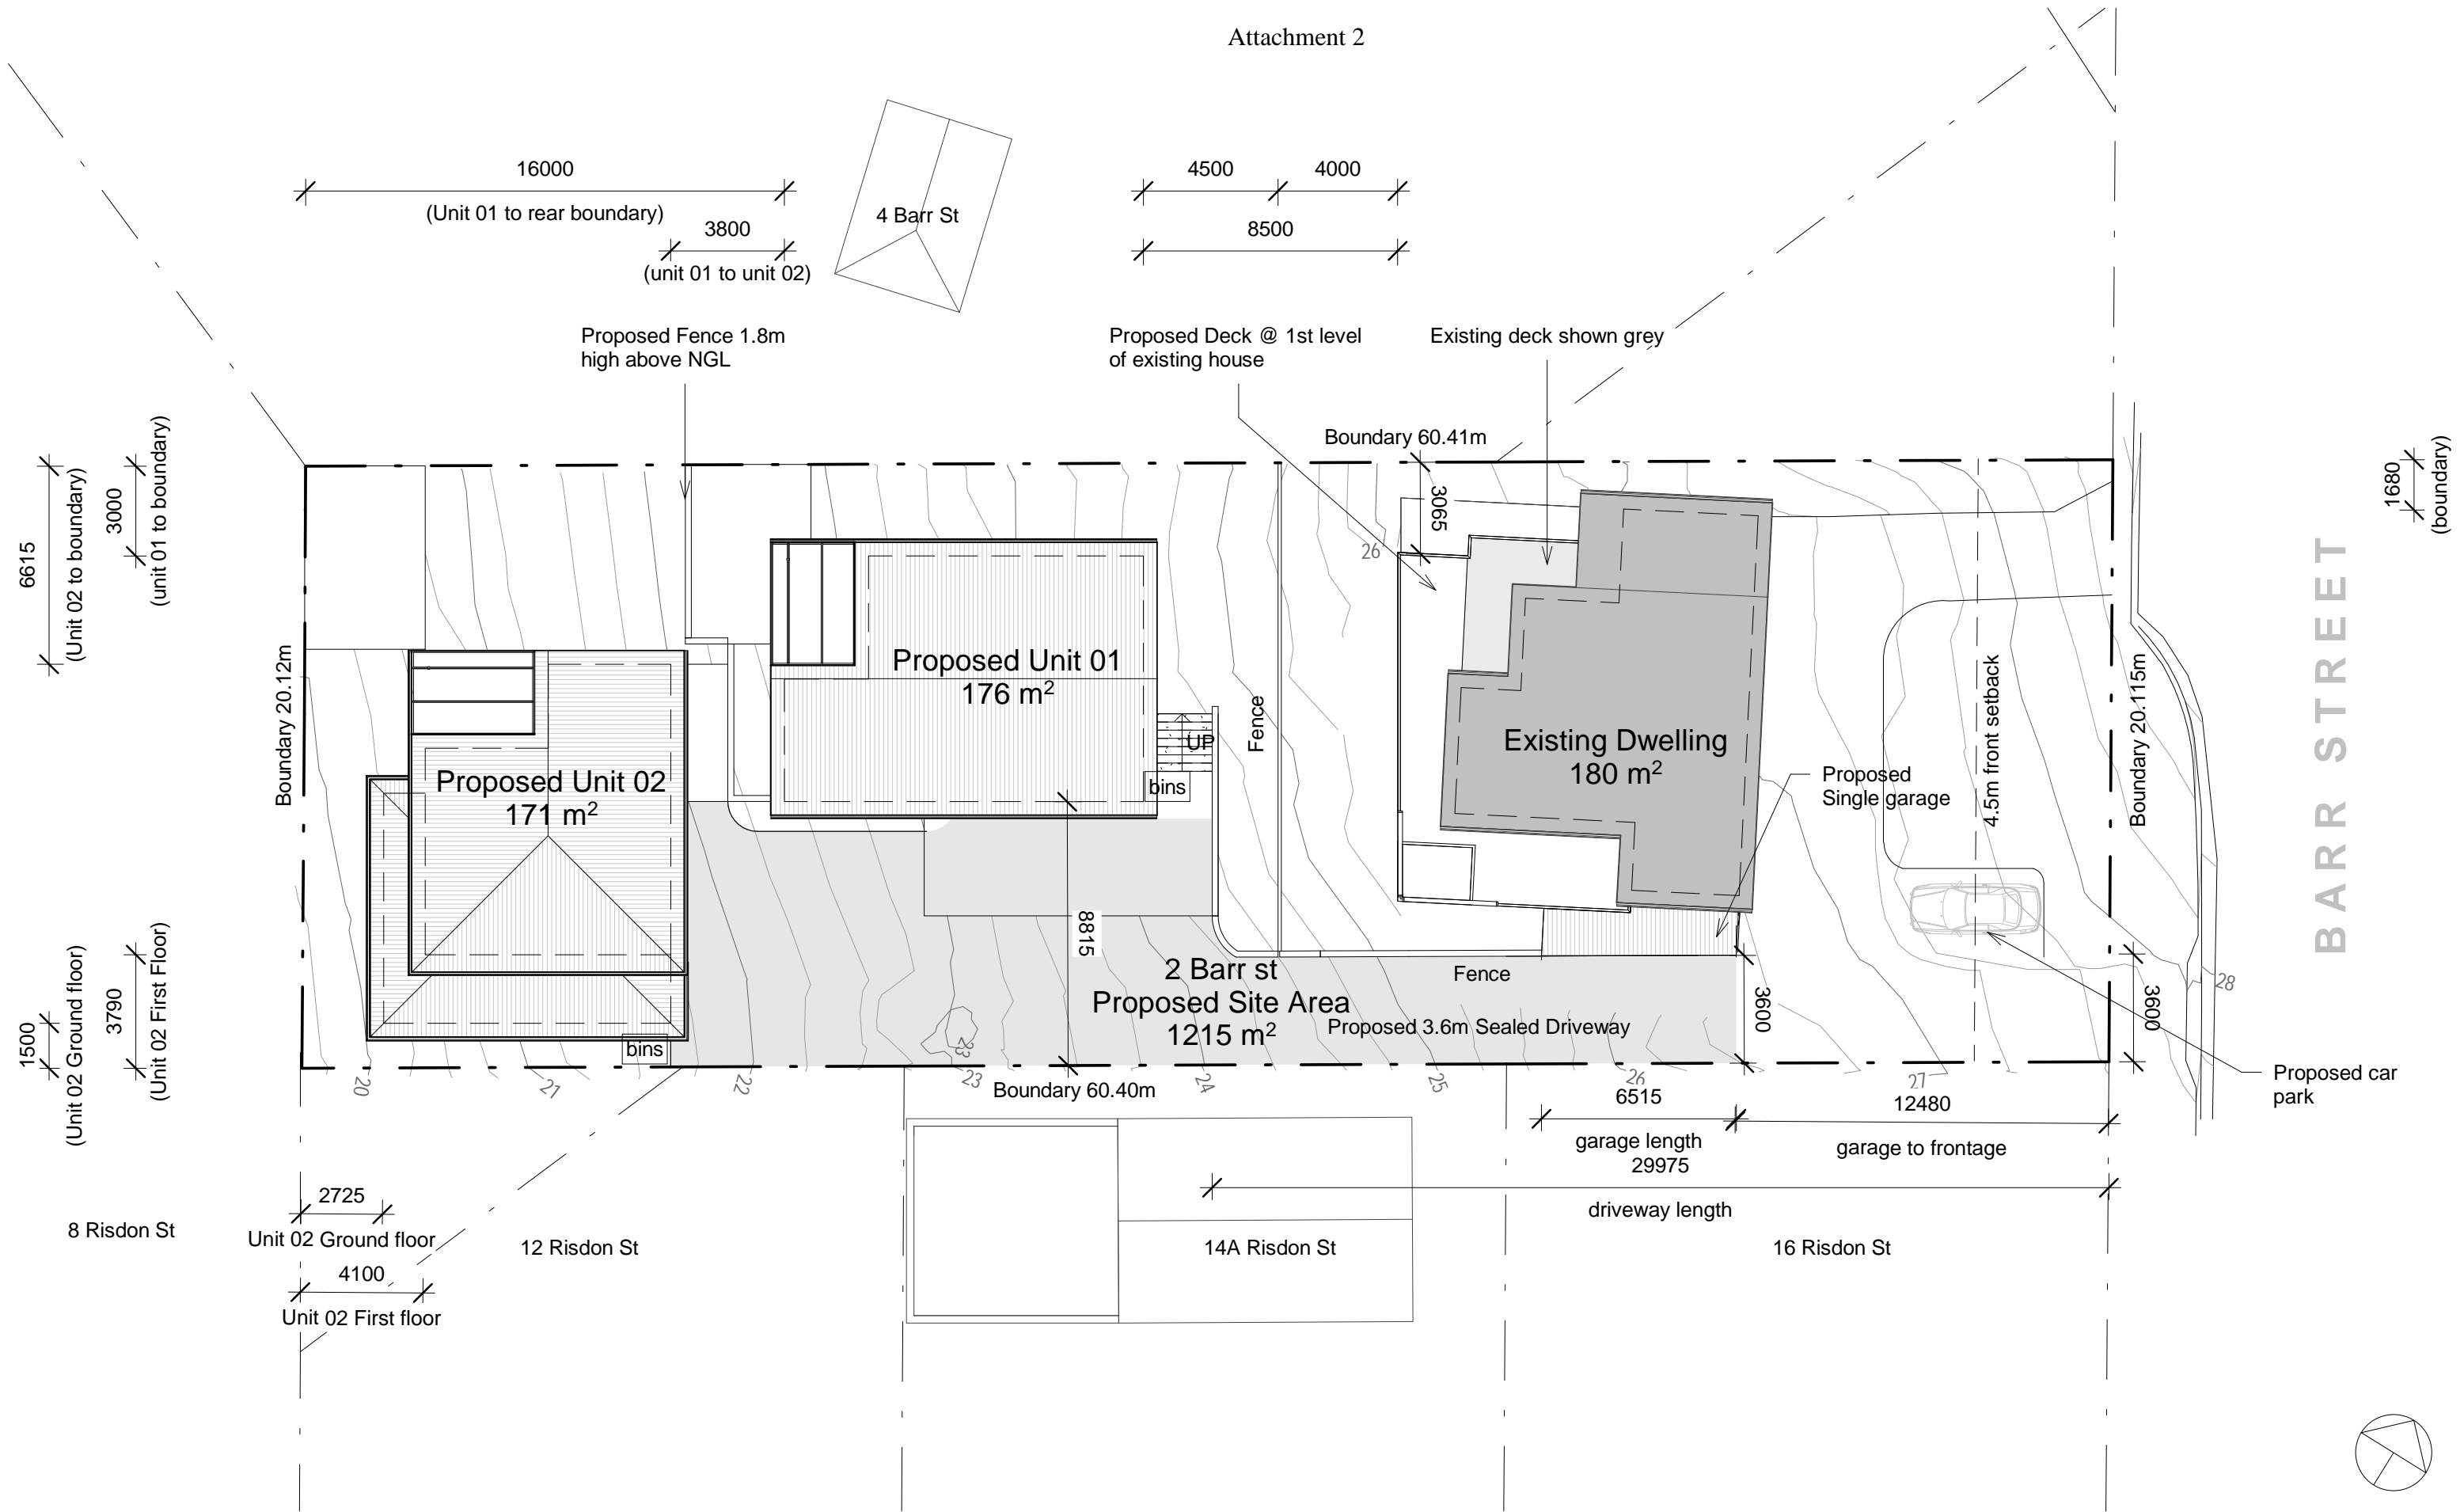 Attachment 2
16000
(Unit 01 to rear boundary)
3800
(unit 01 to unit 02)
4 Barr St
4500
4000
8500
Proposed Fence 1.8m
high above NGL
Proposed Deck @ 1st level
of existing house
Existing deck shown grey
Boundary 60.41m
6615
(Unit 02 to boundary)
3000
(unit 01 to boundary)
3065
26
1680
(boundary)
Boundary 20.12m
Proposed Unit 01
176 m²
Proposed Unit 02
171 m²
UP
bins
Fence
Existing Dwelling
180 m²
Proposed
Single garage
4.5m front setback
Boundary 20.115m
BARR STREET
8815
2 Barr st
Proposed Site Area
1215 m²
Fence
Proposed 3.6m Sealed Driveway
3600
3600
28
1500
(Unit 02 Ground floor)
3790
(Unit 02 First Floor)
bins
20
21
22
23
23
24
25
26
27
Boundary 60.40m
Proposed car
park
6515
garage length
12480
garage to frontage
29975
driveway length
2725
Unit 02 Ground floor
4100
Unit 02 First floor
8 Risdon St
12 Risdon St
14A Risdon St
16 Risdon St